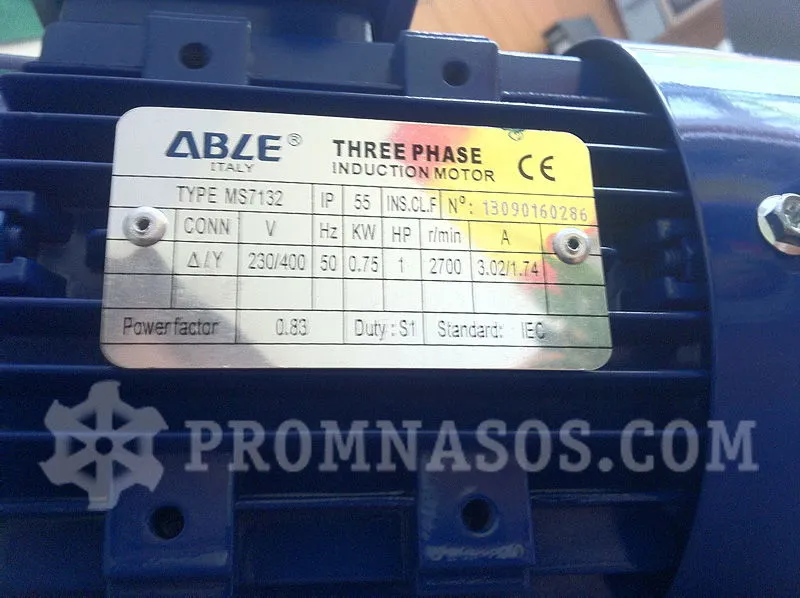 ABLE®
ITALY
THREE PHASE
INDUCTION MOTOR
CE
TYPE MS7132 IP 55 INS.CL.F Nº: 13090160286
CONN V Hz KW HP r/min A
Δ/Y 230/400 50 0.75 1 2700 3.02/1.74
Power factor 0.83 Duty: S1 Standard: IEC
PROMNASOS.COM